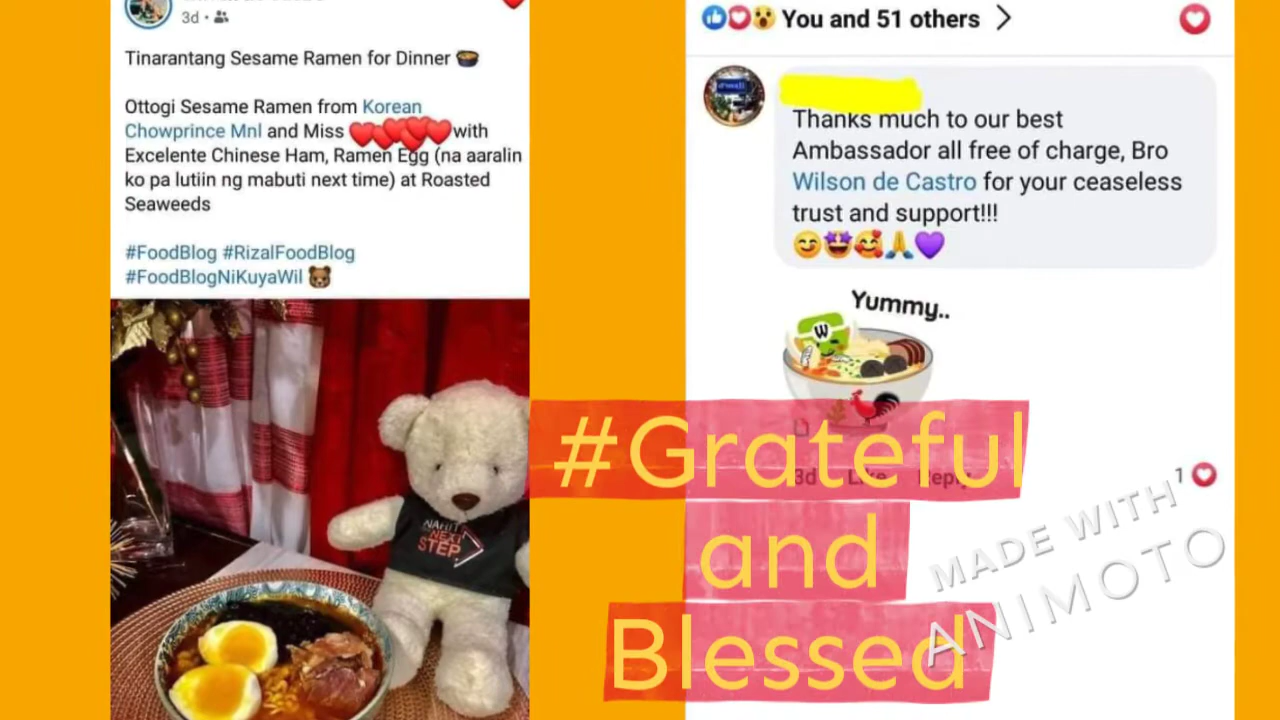 3d
Tinarantang Sesame Ramen for Dinner
Ottogi Sesame Ramen from Korean
Chowprince Mnl and Miss with
Excelente Chinese Ham, Ramen Egg (na aaralin
ko pa lutiin ng mabuti next time) at Roasted
Seaweeds
#FoodBlog #RizalFoodBlog
#FoodBlogNiKuyaWil
NEXT
STEP
You and 51 others
Thanks much to our best
Ambassador all free of charge, Bro
Wilson de Castro for your ceaseless
trust and support!!!
Yummy..
W
3d Like Reply
1
#Grateful
and
Blessed
MADE WITH
ANIMOTO